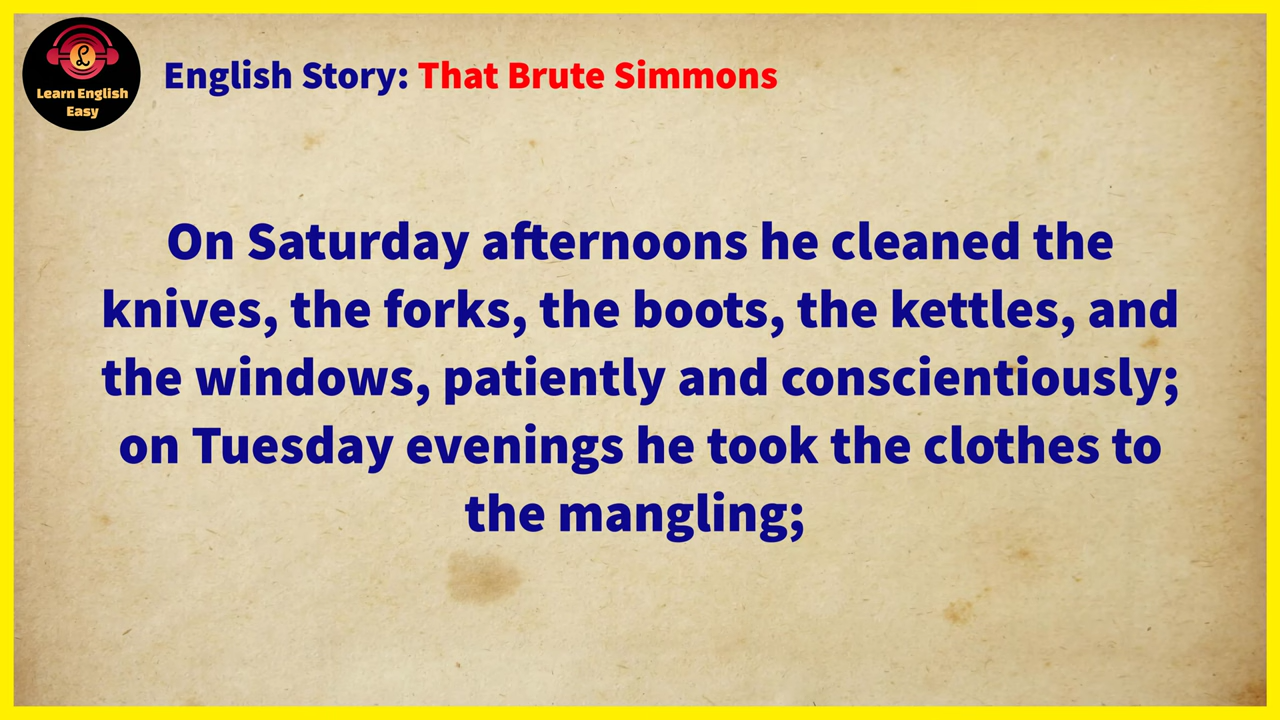 Learn English
Easy
English Story: That Brute Simmons
On Saturday afternoons he cleaned the
knives, the forks, the boots, the kettles, and
the windows, patiently and conscientiously;
on Tuesday evenings he took the clothes to
the mangling;